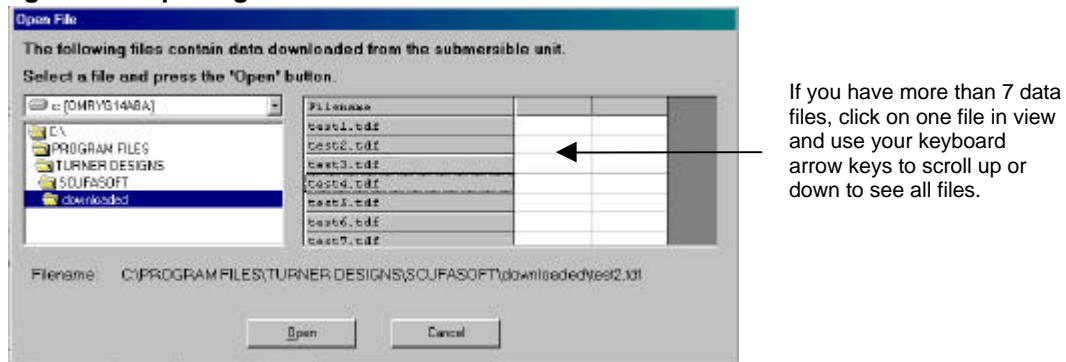 Open File
The following files contain data downloaded from the submersible unit.
Select a file and press the "Open" button.
c: [OMRYG14A8A]
C:\
PROGRAM FILES
TURNER DESIGNS
SCUFASOFT
downloaded
Filename
test1.tdf
test2.tdf
test3.tdf
test4.tdf
test5.tdf
test6.tdf
test7.tdf
Filename: C:\PROGRAM FILES\TURNER DESIGNS\SCUFASOFT\downloaded\test2.tdf
Open
Cancel
If you have more than 7 data
files, click on one file in view
and use your keyboard
arrow keys to scroll up or
down to see all files.